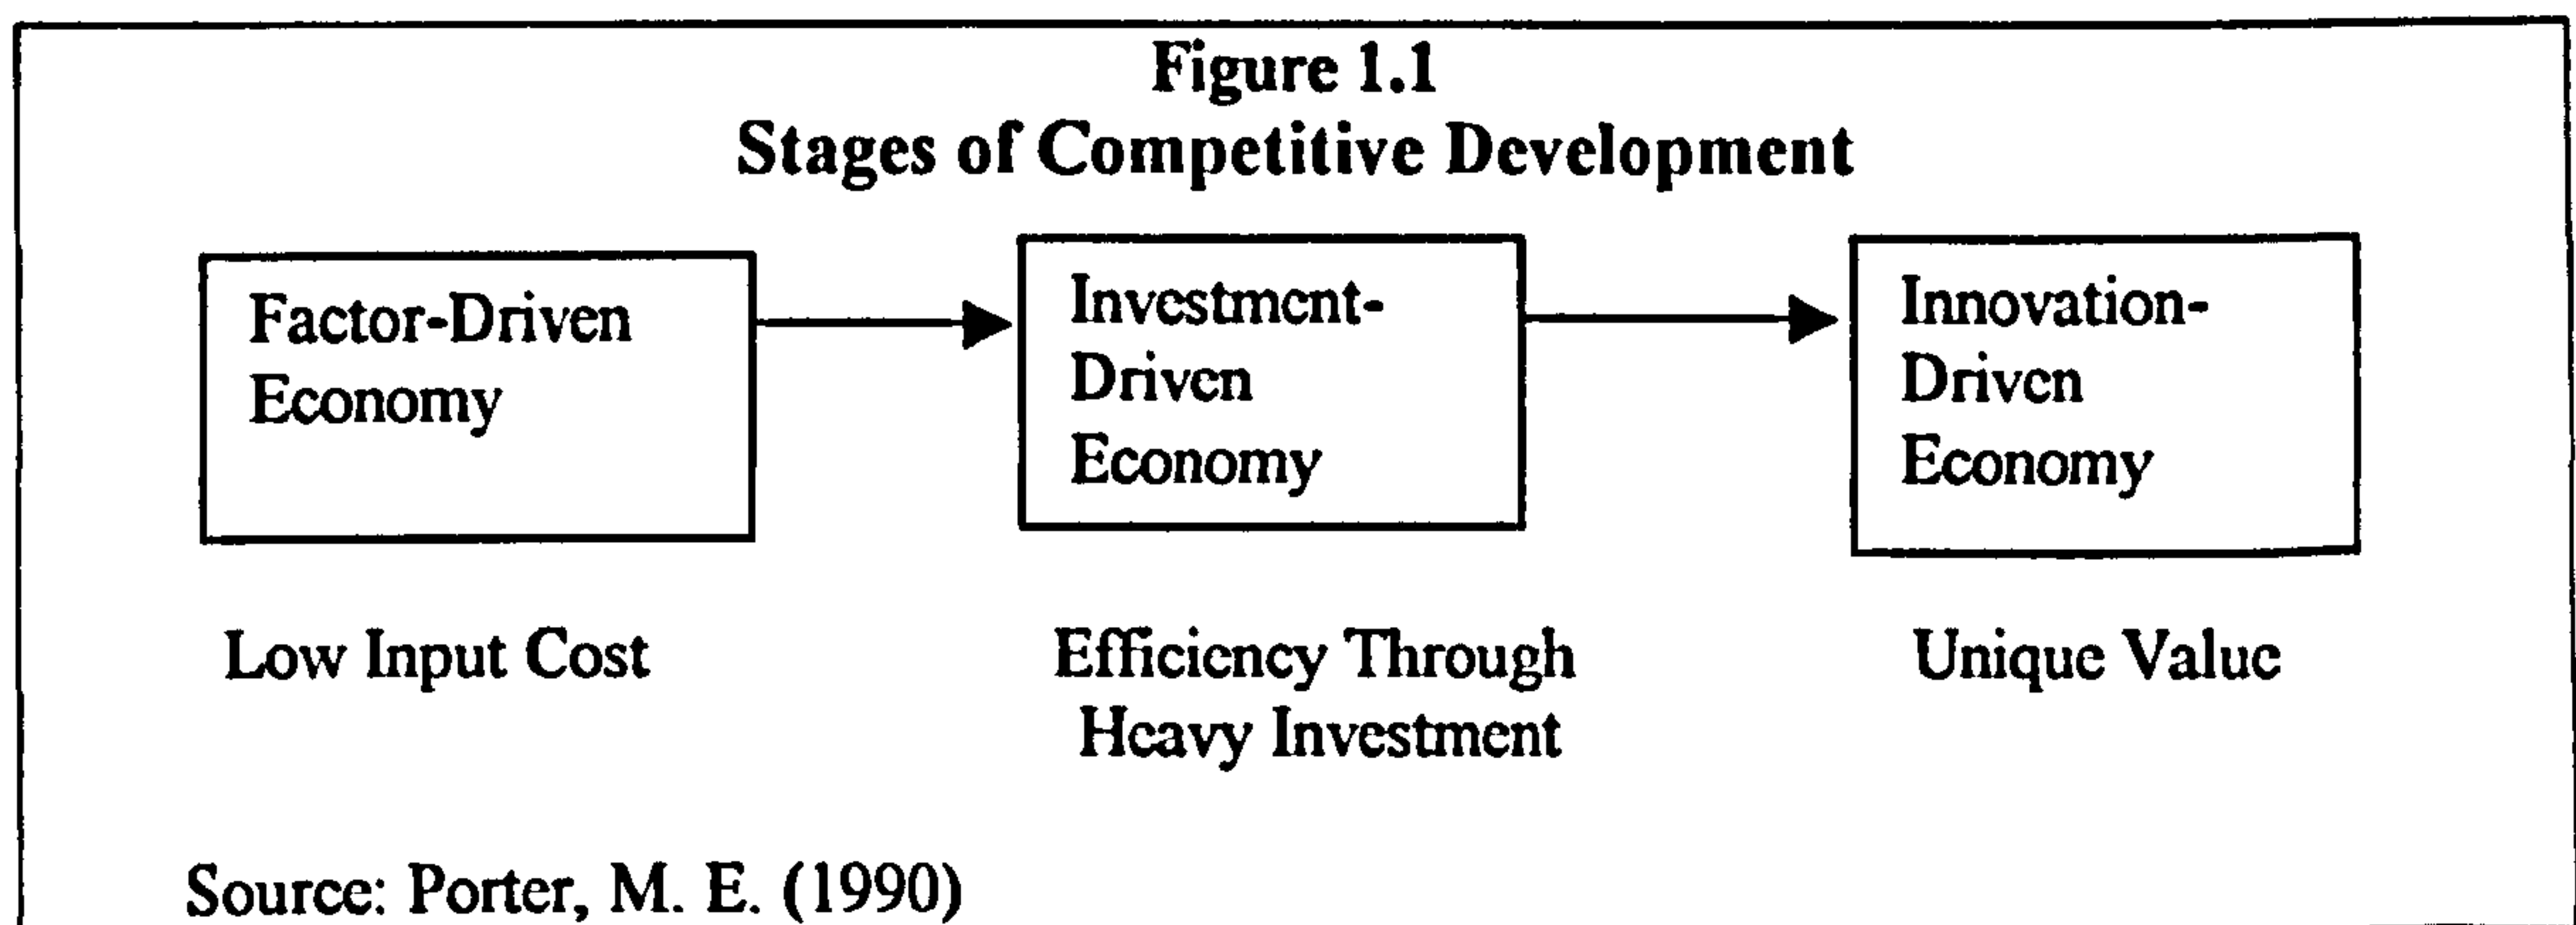 Figure 1.1
Stages of Competitive Development
Factor-Driven
Economy
Investment-
Driven
Economy
Innovation-
Driven
Economy
Low Input Cost
Efficiency Through
Heavy Investment
Unique Value
Source: Porter, M. E. (1990)